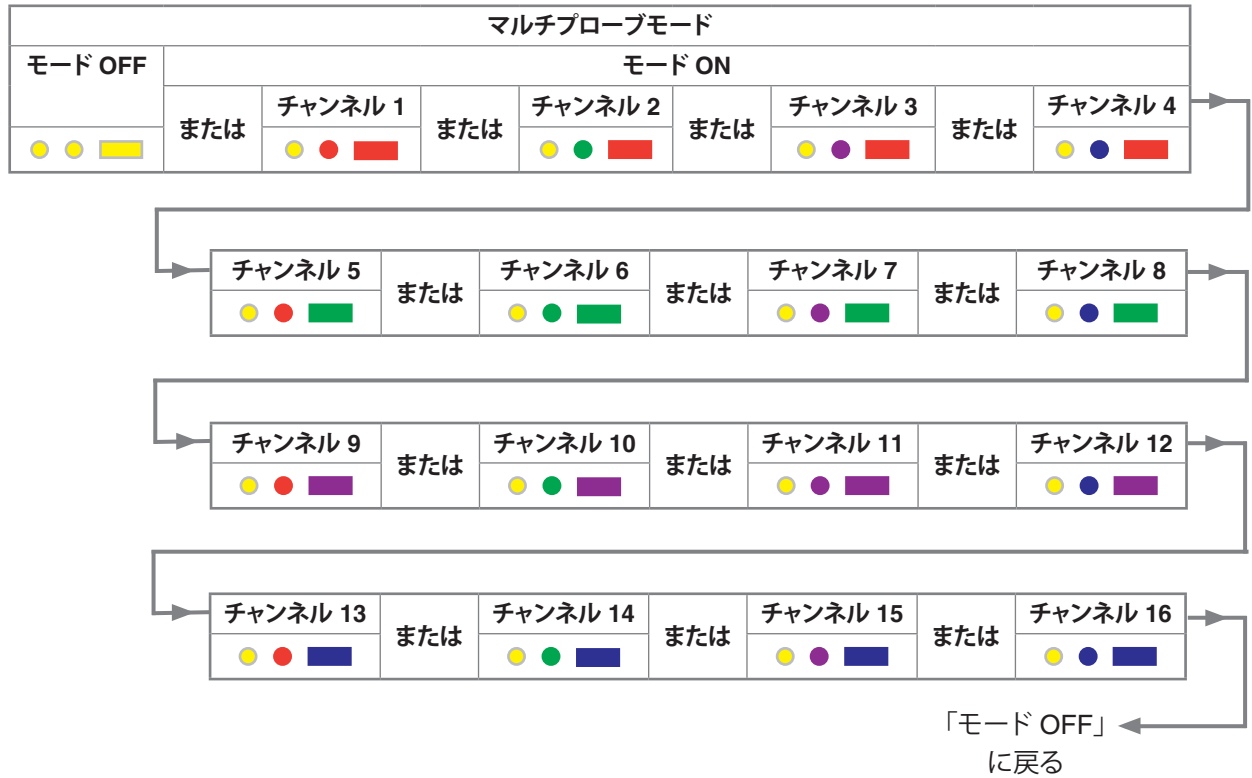 マルチプローブモード
モード OFF
モード ON
または
チャンネル 1
または
チャンネル 2
または
チャンネル 3
または
チャンネル 4
チャンネル 5
または
チャンネル 6
または
チャンネル 7
または
チャンネル 8
チャンネル 9
または
チャンネル 10
または
チャンネル 11
または
チャンネル 12
チャンネル 13
または
チャンネル 14
または
チャンネル 15
または
チャンネル 16
「モード OFF」
に戻る